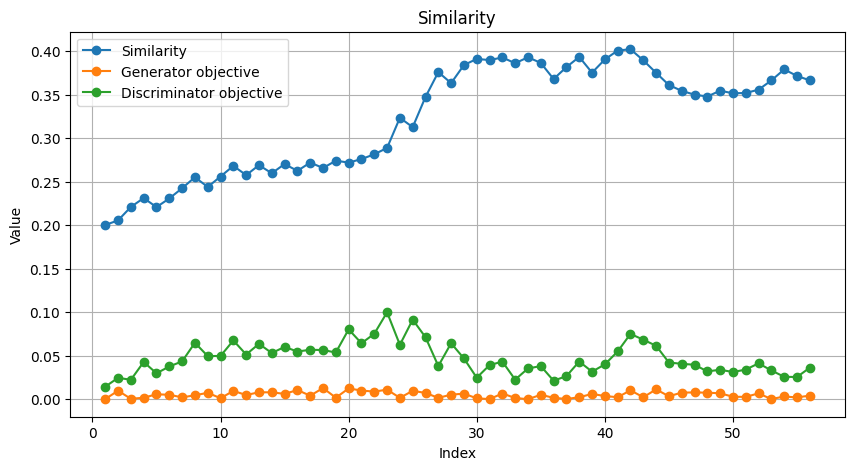 Similarity
Similarity
Generator objective
Discriminator objective
Value
0.40
0.35
0.30
0.25
0.20
0.15
0.10
0.05
0.00
0 10 20 30 40 50
Index